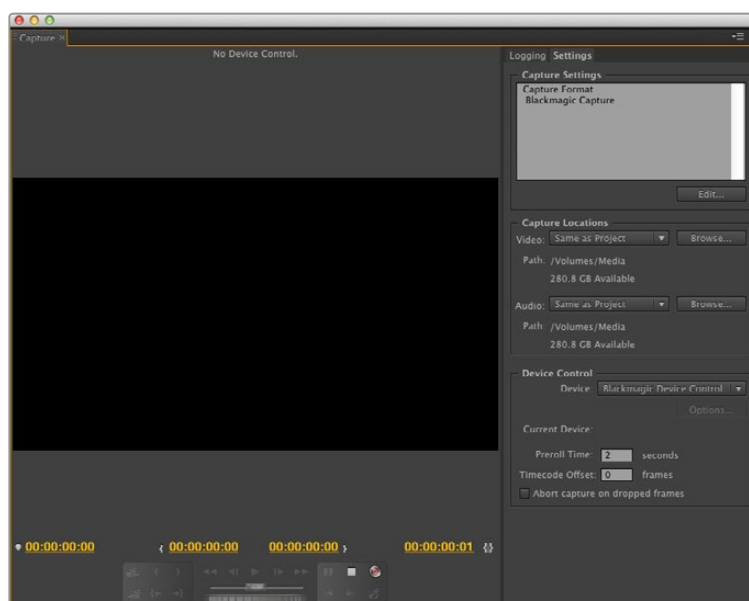 Capture ×
No Device Control.
Logging Settings
Capture Settings
Capture Format
Blackmagic Capture
Edit...
Capture Locations
Video: Same as Project Browse...
Path: /Volumes/Media
280.8 GB Available
Audio: Same as Project Browse...
Path: /Volumes/Media
280.8 GB Available
Device Control
Device: Blackmagic Device Control
Options...
Current Device:
Preroll Time: 2 seconds
Timecode Offset: 0 frames
Abort capture on dropped frames
00:00:00:00 { 00:00:00:00 00:00:00:00 } 00:00:00:01 {}